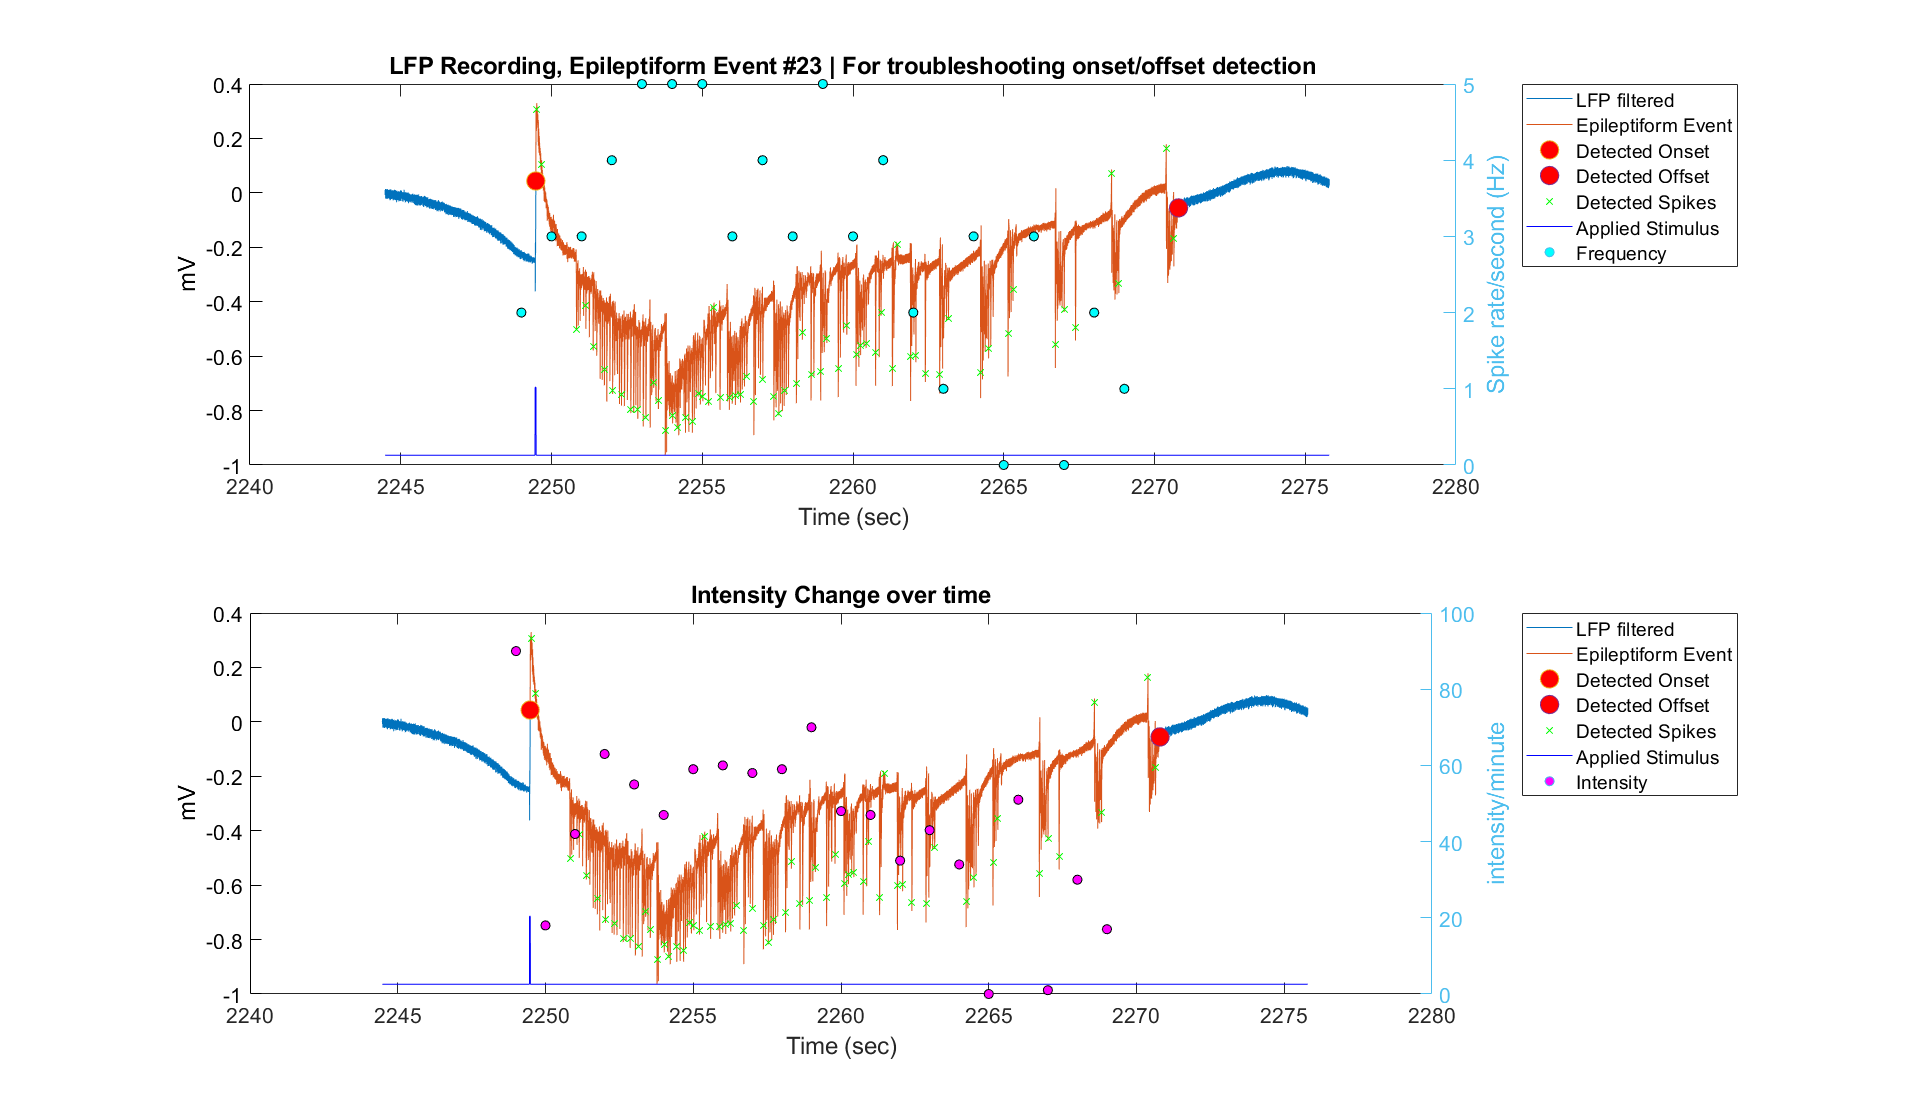 LFP Recording, Epileptiform Event #23 | For troubleshooting onset/offset detection
0.4
0.2
0
-0.2
-0.4
-0.6
-0.8
-1
mV
2240
2245
2250
2255
2260
2265
2270
2275
2280
Time (sec)
5
4
3
2
1
0
Spike rate/second (Hz)
LFP filtered
Epileptiform Event
Detected Onset
Detected Offset
Detected Spikes
Applied Stimulus
Frequency
Intensity Change over time
0.4
0.2
0
-0.2
-0.4
-0.6
-0.8
-1
mV
2240
2245
2250
2255
2260
2265
2270
2275
2280
Time (sec)
100
80
60
40
20
0
intensity/minute
LFP filtered
Epileptiform Event
Detected Onset
Detected Offset
Detected Spikes
Applied Stimulus
Intensity